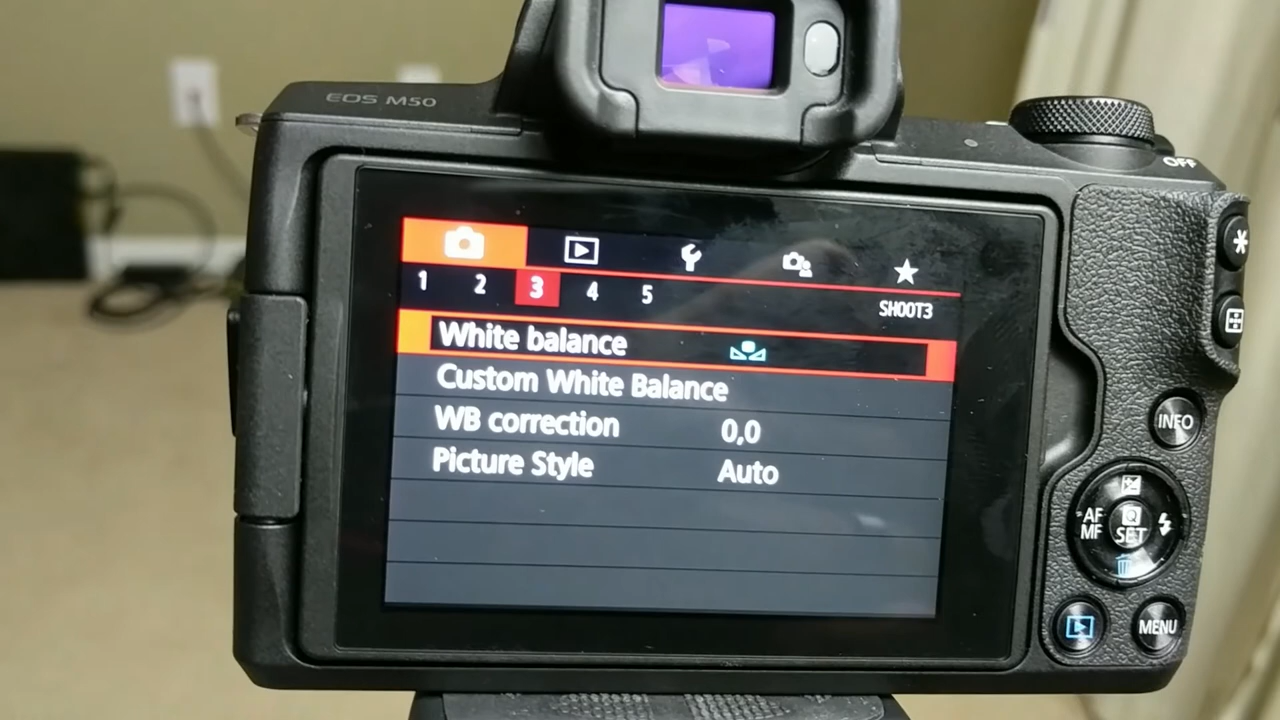 EOS M50
OFF
1 2 3 4 5
SHOOT3
White balance
Custom White Balance
WB correction 0,0
Picture Style Auto
INFO
AF
MF
SET
MENU